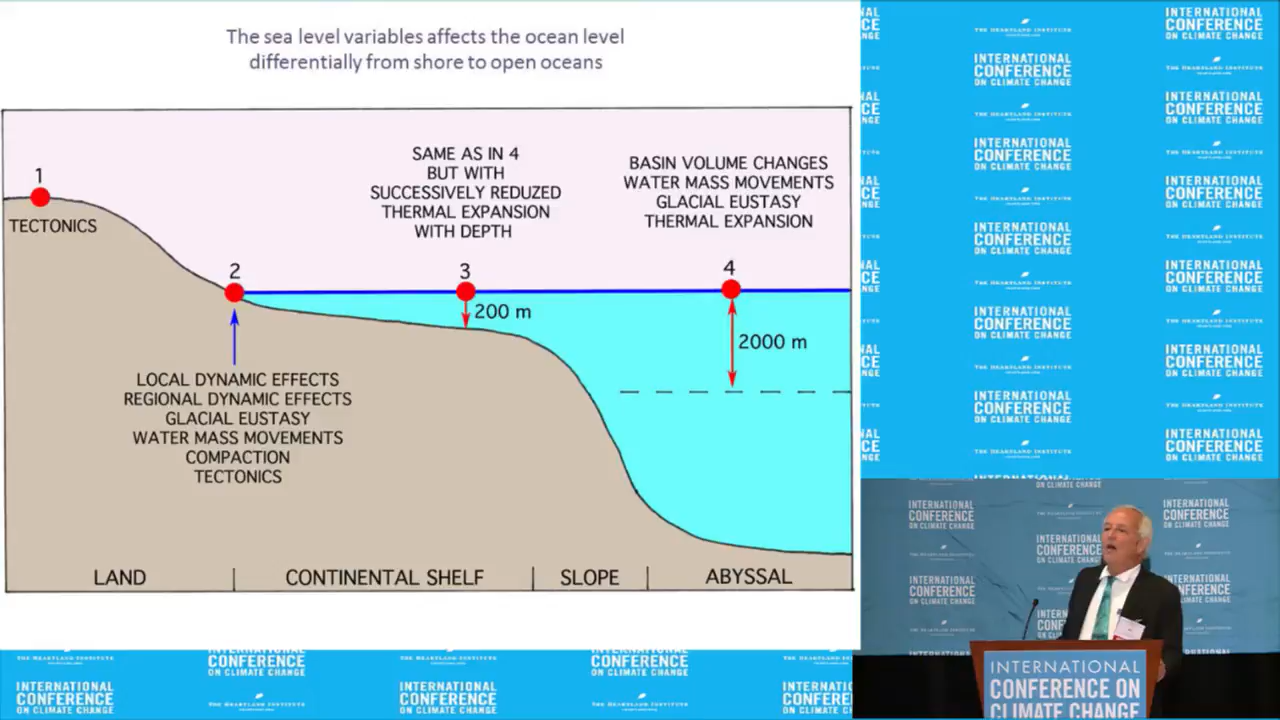 The sea level variables affects the ocean level
differentially from shore to open oceans
1
TECTONICS
2
LOCAL DYNAMIC EFFECTS
REGIONAL DYNAMIC EFFECTS
GLACIAL EUSTASY
WATER MASS MOVEMENTS
COMPACTION
TECTONICS
SAME AS IN 4
BUT WITH
SUCCESSIVELY REDUZED
THERMAL EXPANSION
WITH DEPTH
3
200 m
BASIN VOLUME CHANGES
WATER MASS MOVEMENTS
GLACIAL EUSTASY
THERMAL EXPANSION
4
2000 m
LAND
CONTINENTAL SHELF
SLOPE
ABYSSAL
INTERNATIONAL
CONFERENCE
ON CLIMATE CHANGE
THE HEARTLAND INSTITUTE
INTERNATIONAL
CONFERENCE ON
CLIMATE CHANGE